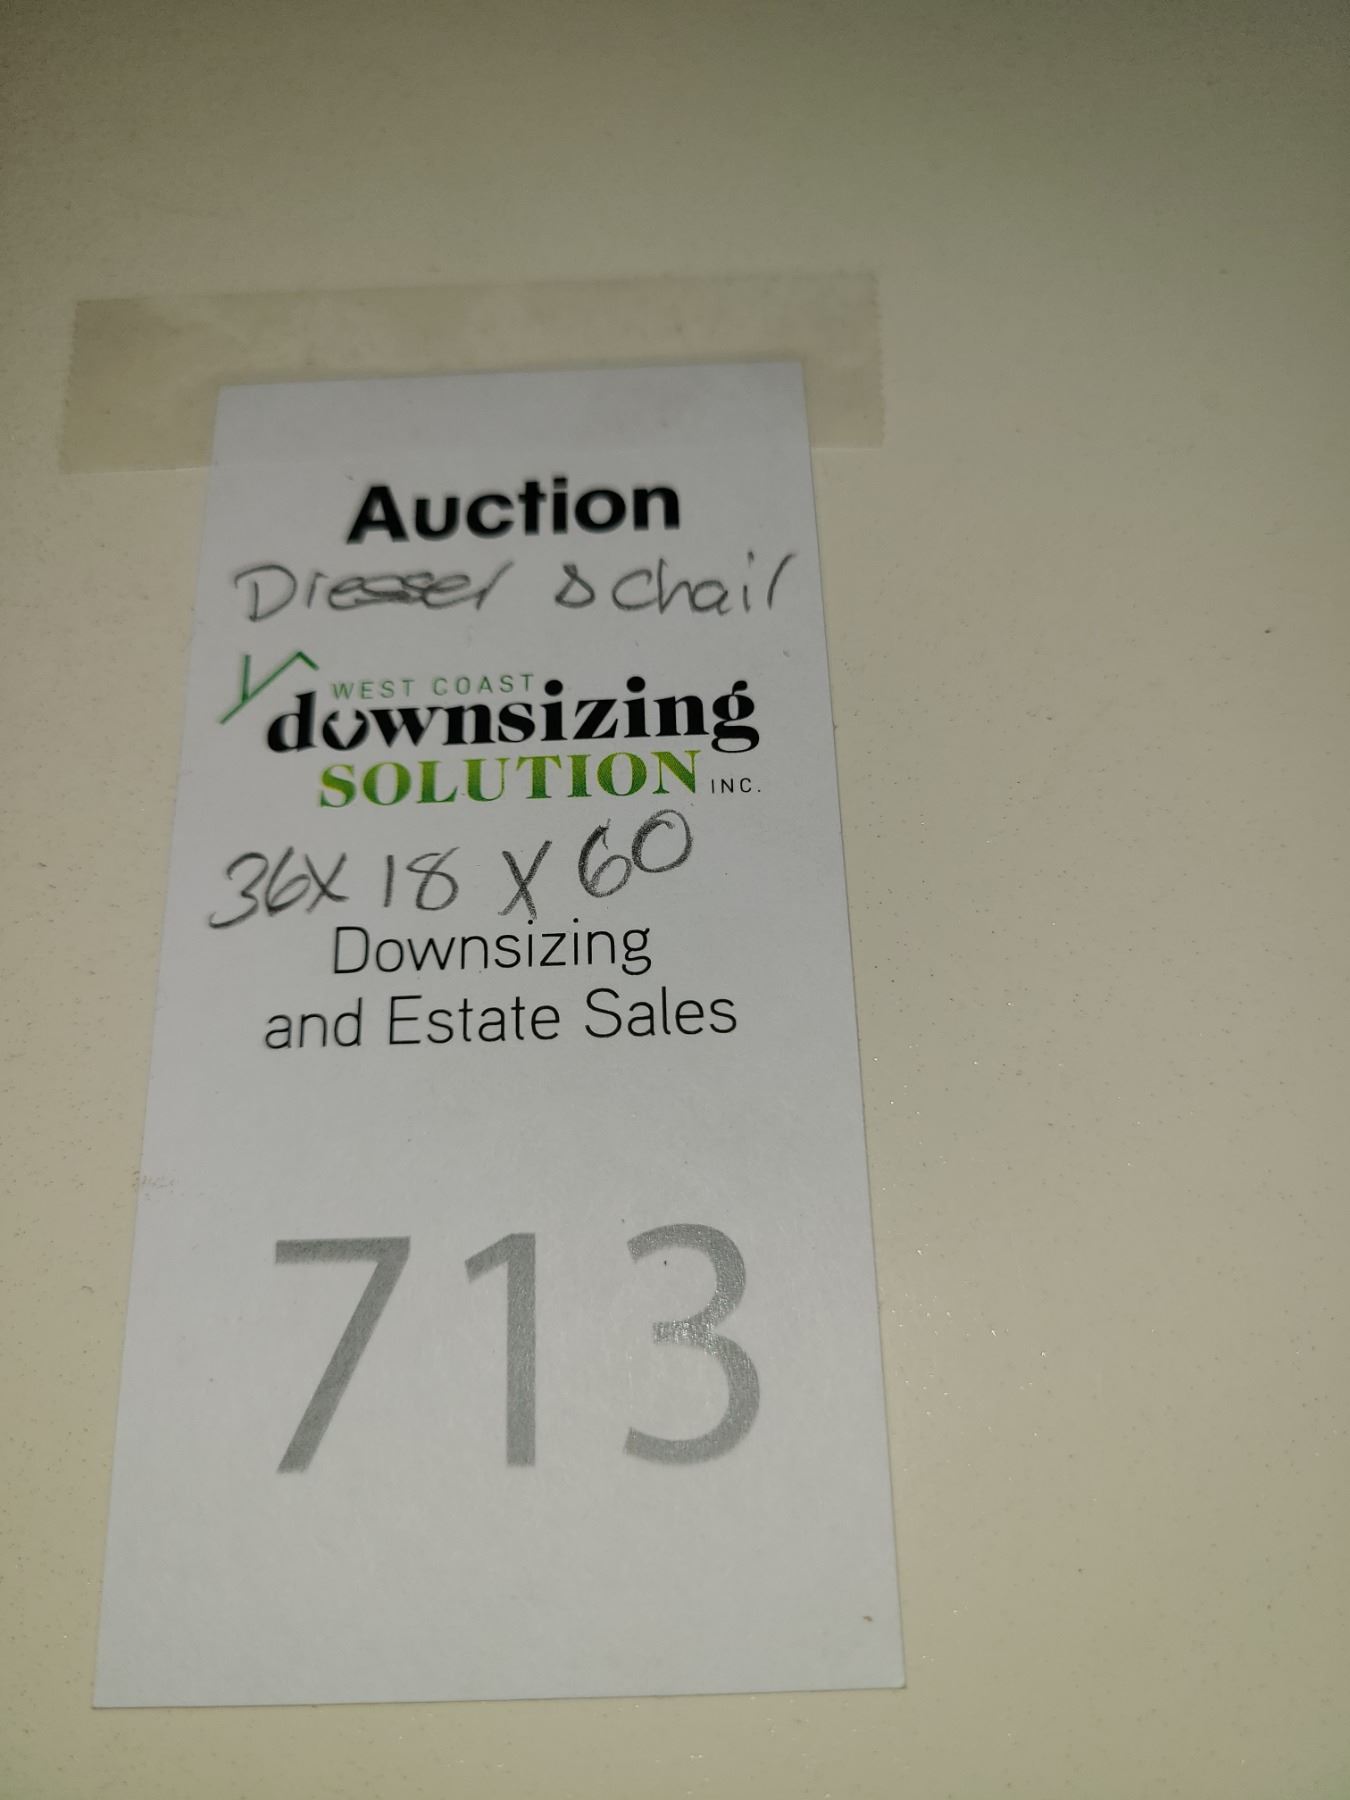 Auction
Dresser & Chair
WEST COAST
downsizing
SOLUTION INC.
36X 18 X 60
Downsizing
and Estate Sales
713